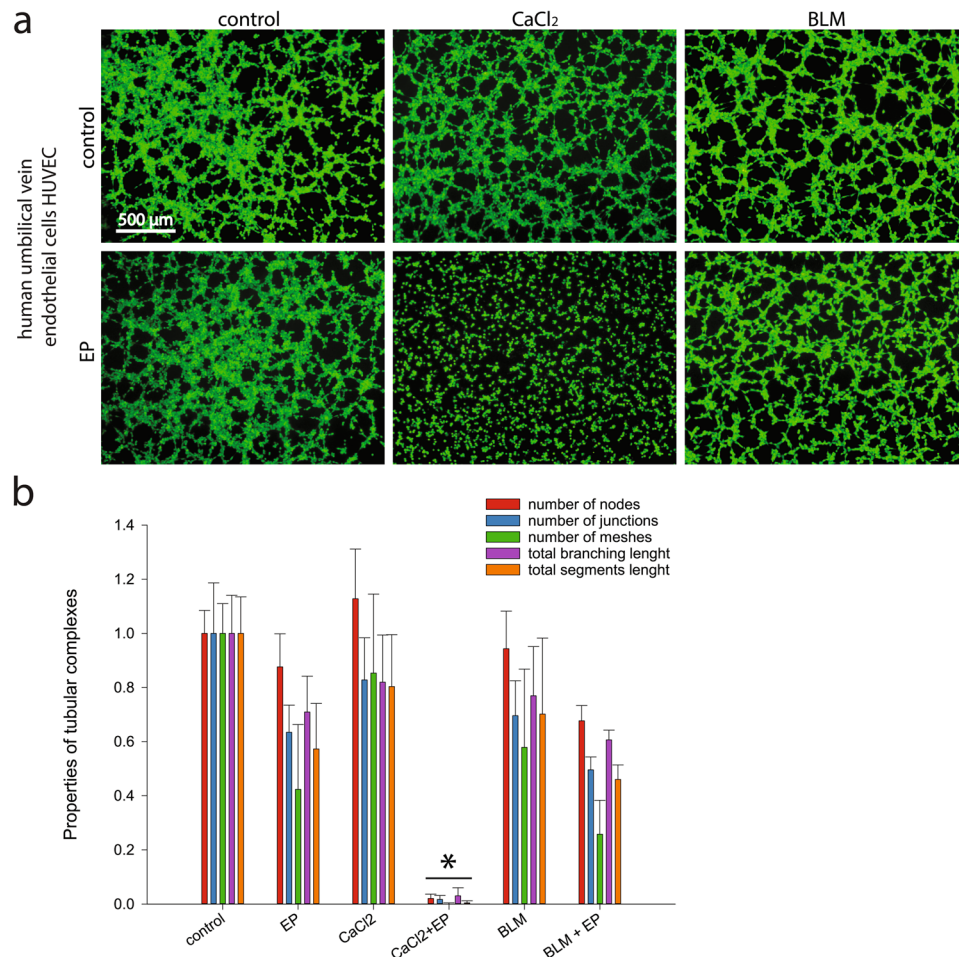 a
control
CaCl2
BLM
human umbilical vein
endothelial cells HUVEC
control
500 µm
EP
b
number of nodes
number of junctions
number of meshes
total branching lenght
total segments lenght
Properties of tubular complexes
1.4
1.2
1.0
0.8
0.6
0.4
0.2
0.0
*
control
EP
CaCl2
CaCl2+EP
BLM
BLM + EP